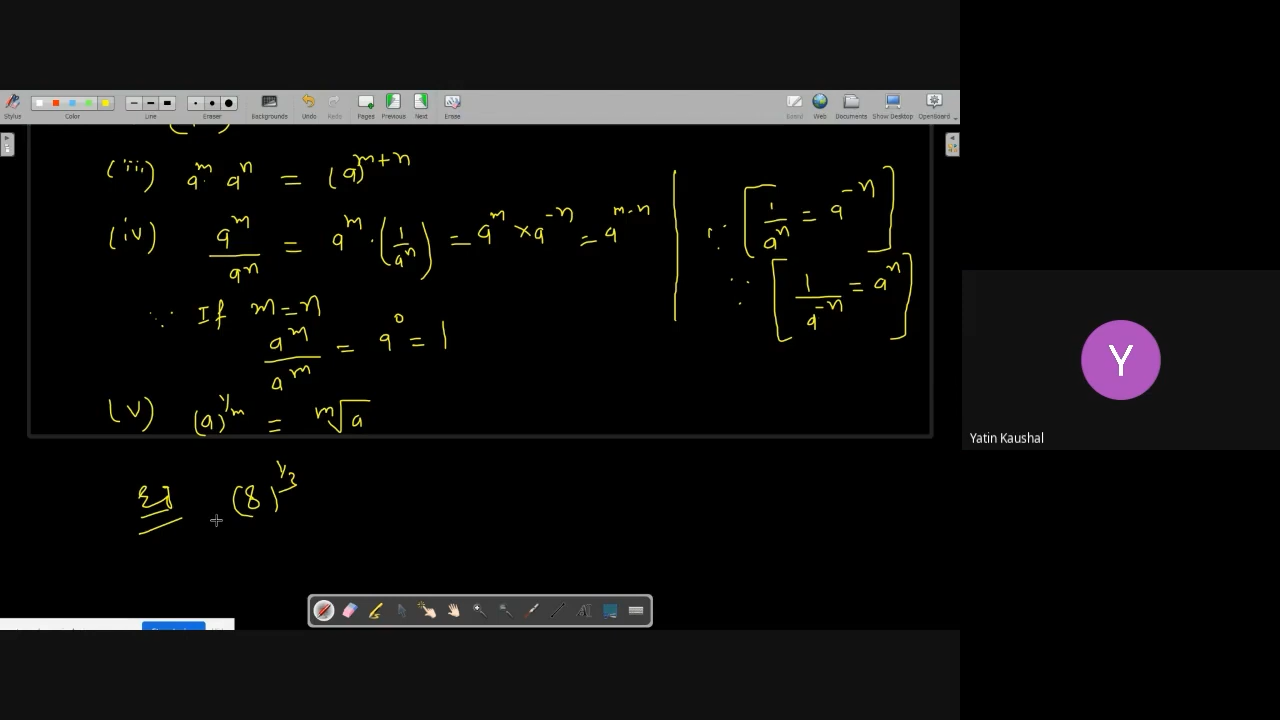 Stylus Color Line Eraser Backgrounds Undo Redo Pages Previous Next Erase Board Web Documents Show Desktop OpenBoard
(iii) a^m · a^n = (a)^{m+n}
(iv) a^m / a^n = a^m · (1/a^n) = a^m × a^{-n} = a^{m-n}
∵ [1/a^n = a^{-n}]
∵ [1/a^{-n} = a^n]
∵ If m = n
a^m / a^m = a^0 = 1
(v) (a)^{1/m} = ^m√a
Eg (8)^{1/3}
Y
Yatin Kaushal